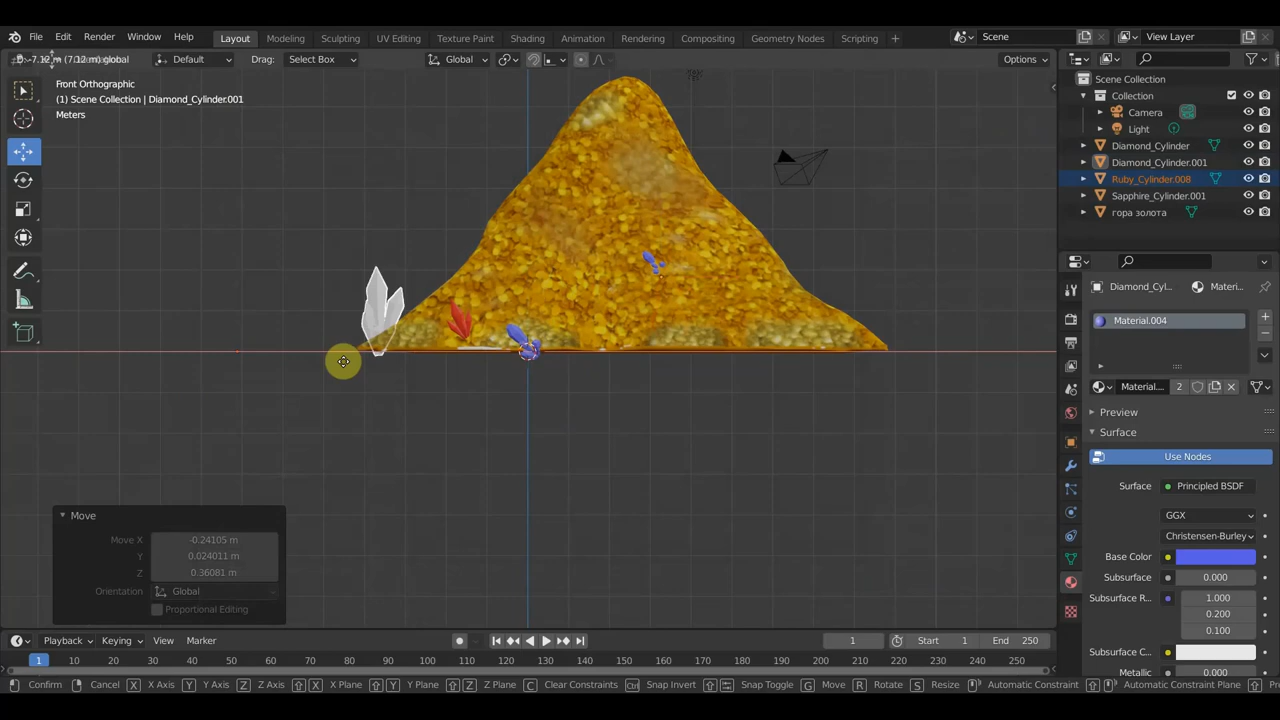 File Edit Render Window Help
Layout Modeling Sculpting UV Editing Texture Paint Shading Animation Rendering Compositing Geometry Nodes Scripting +
Scene
View Layer
-7.12 m (7.12 m) global
Default
Drag: Select Box
Global
Options
Front Orthographic
(1) Scene Collection | Diamond_Cylinder.001
Meters
Scene Collection
Collection
Camera
Light
Diamond_Cylinder
Diamond_Cylinder.001
Ruby_Cylinder.008
Sapphire_Cylinder.001
гора золота
Diamond_Cyl...
Materi...
Material.004
Material.... 2
Preview
Surface
Use Nodes
Surface Principled BSDF
GGX
Christensen-Burley
Base Color
Subsurface 0.000
Subsurface R... 1.000
0.200
0.100
Subsurface C...
Metallic 0.000
Move
Move X -0.24105 m
Y 0.024011 m
Z 0.36081 m
Orientation Global
Proportional Editing
Playback Keying View Marker
1 Start 1 End 250
1 10 20 30 40 50 60 70 80 90 100 110 120 130 140 150 160 170 180 190 200 210 220 230 240 250
Confirm Cancel X X Axis Y Y Axis Z Z Axis X X Plane Y Y Plane Z Z Plane C Clear Constraints Ctrl Snap Invert Snap Toggle G Move R Rotate S Resize Automatic Constraint Automatic Constraint Plane